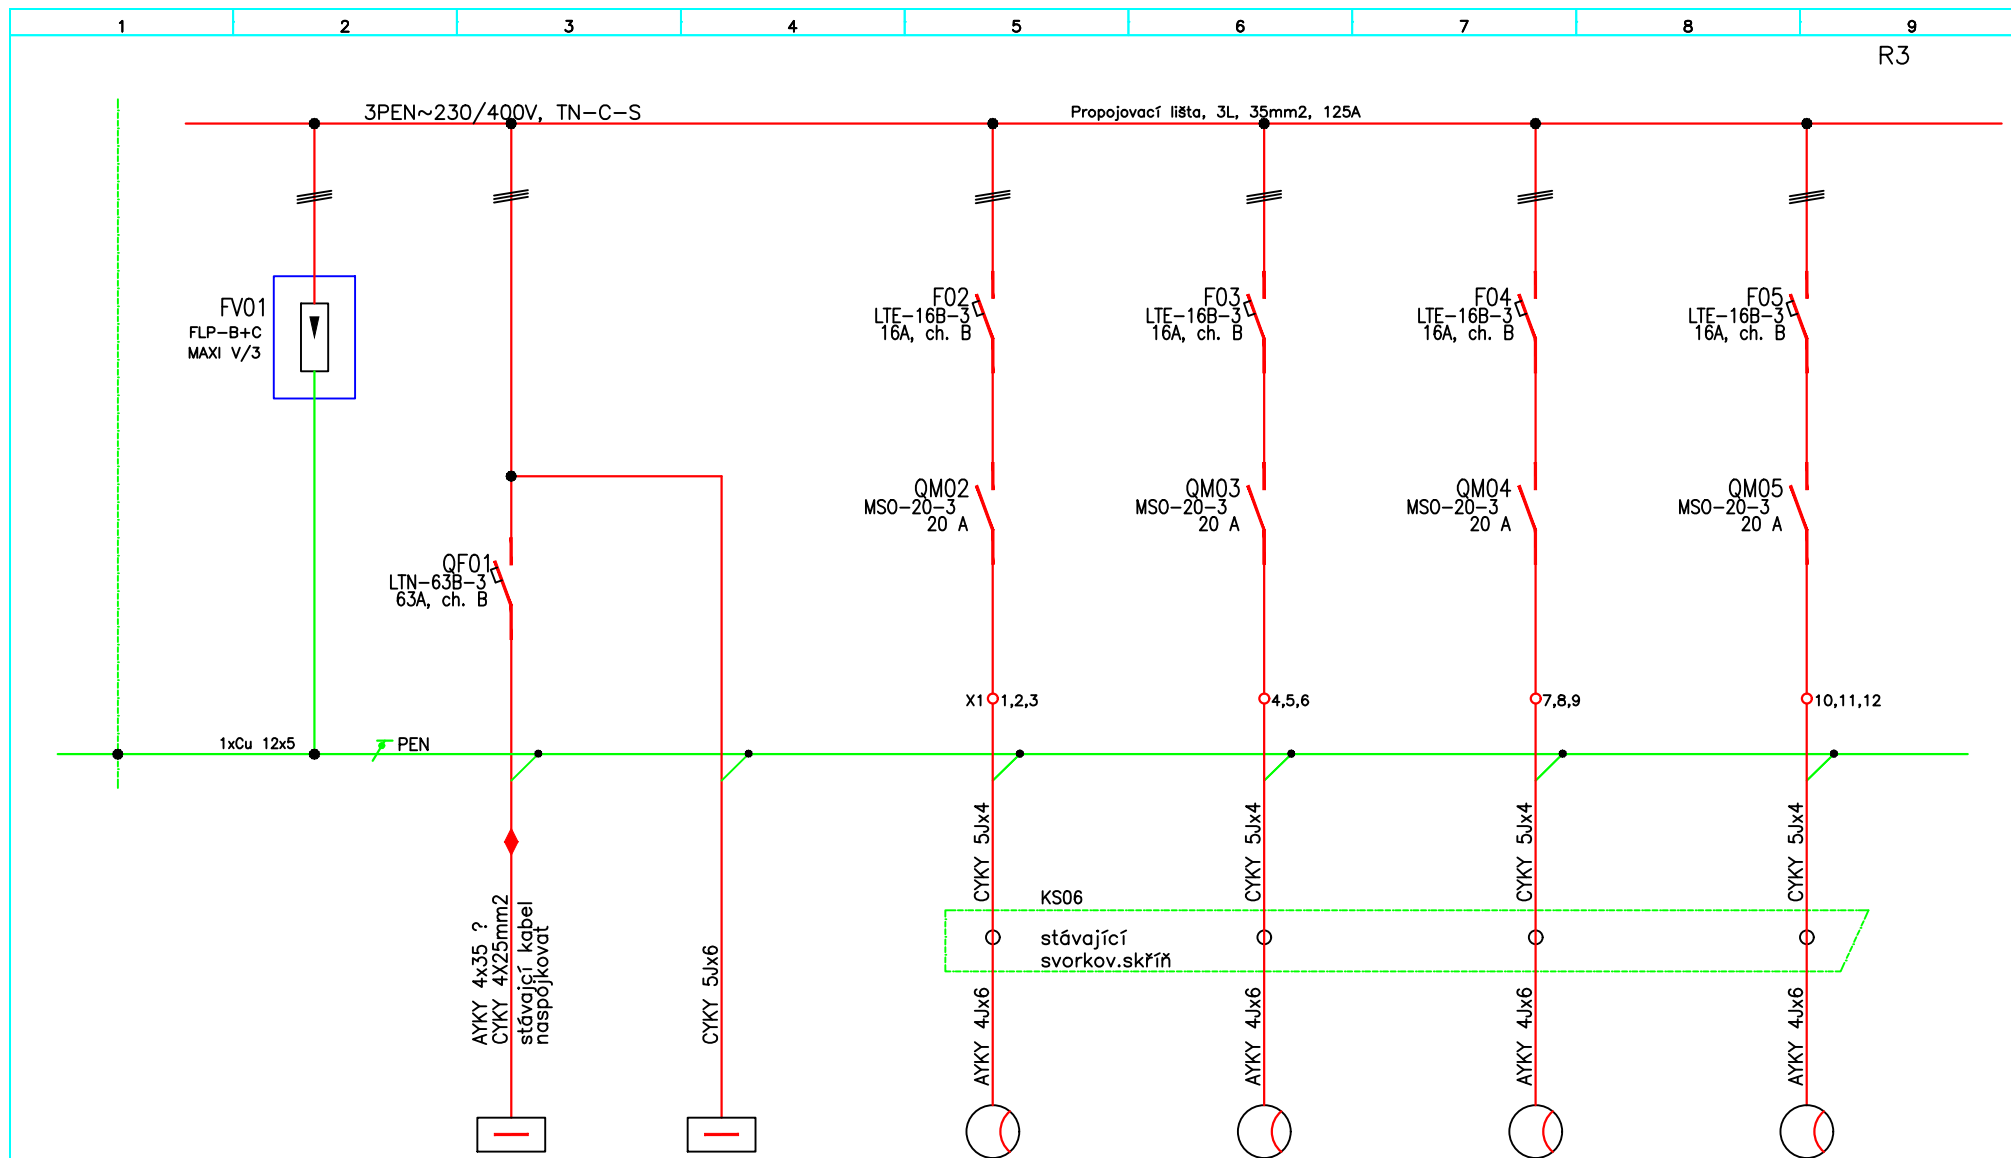 1 2 3 4 5 6 7 8 9
R3
3PEN~230/400V, TN-C-S
Propojovací lišta, 3L, 35mm2, 125A
FV01
FLP-B+C
MAXI V/3
F02
LTE-16B-3
16A, ch. B
F03
LTE-16B-3
16A, ch. B
F04
LTE-16B-3
16A, ch. B
F05
LTE-16B-3
16A, ch. B
QM02
MSO-20-3
20 A
QM03
MSO-20-3
20 A
QM04
MSO-20-3
20 A
QM05
MSO-20-3
20 A
QF01
LTN-63B-3
63A, ch. B
X1 1,2,3
4,5,6
7,8,9
10,11,12
1xCu 12x5
PEN
CYKY 5Jx4
CYKY 5Jx4
CYKY 5Jx4
CYKY 5Jx4
KS06
stávající
svorkov.skříň
AYKY 4x35 ?
CYKY 4X25mm2
stávajcí kabel
naspojkovat
CYKY 5Jx6
AYKY 4Jx6
AYKY 4Jx6
AYKY 4Jx6
AYKY 4Jx6